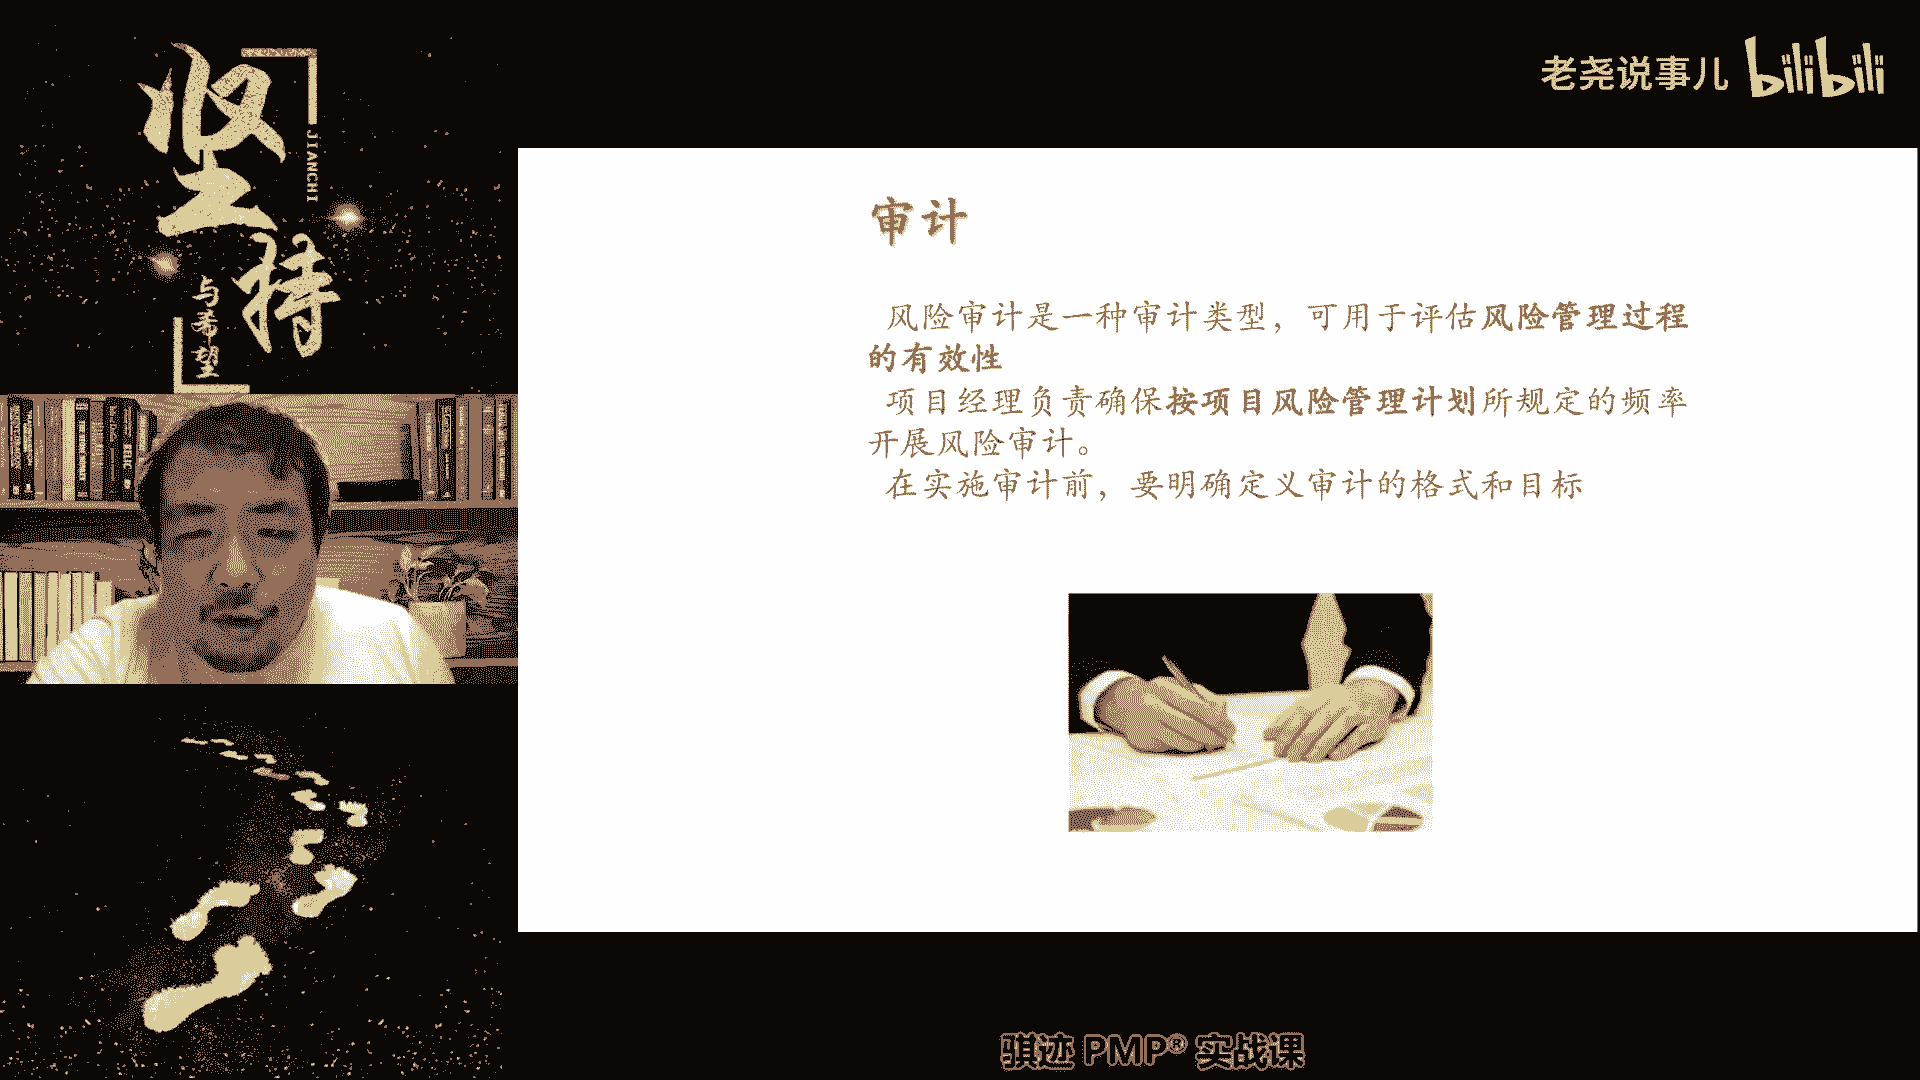 坚持
JIANCHI
与希望
老尧说事儿 bilibili
审计
风险审计是一种审计类型，可用于评估风险管理过程
的有效性
项目经理负责确保按项目风险管理计划所规定的频率
开展风险审计。
在实施审计前，要明确定义审计的格式和目标
骐迹 PMP® 实战课